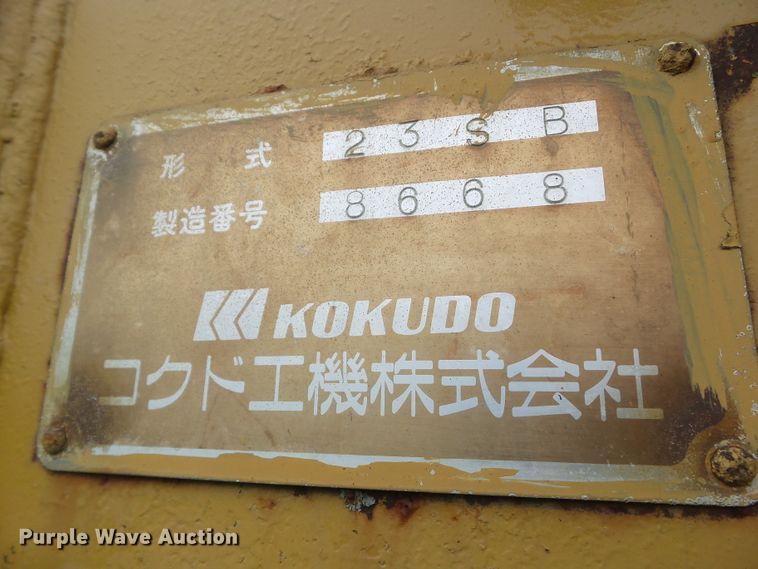 形 式 23SB
製造番号 8668
KOKUDO
コクド工機株式会社
Purple Wave Auction